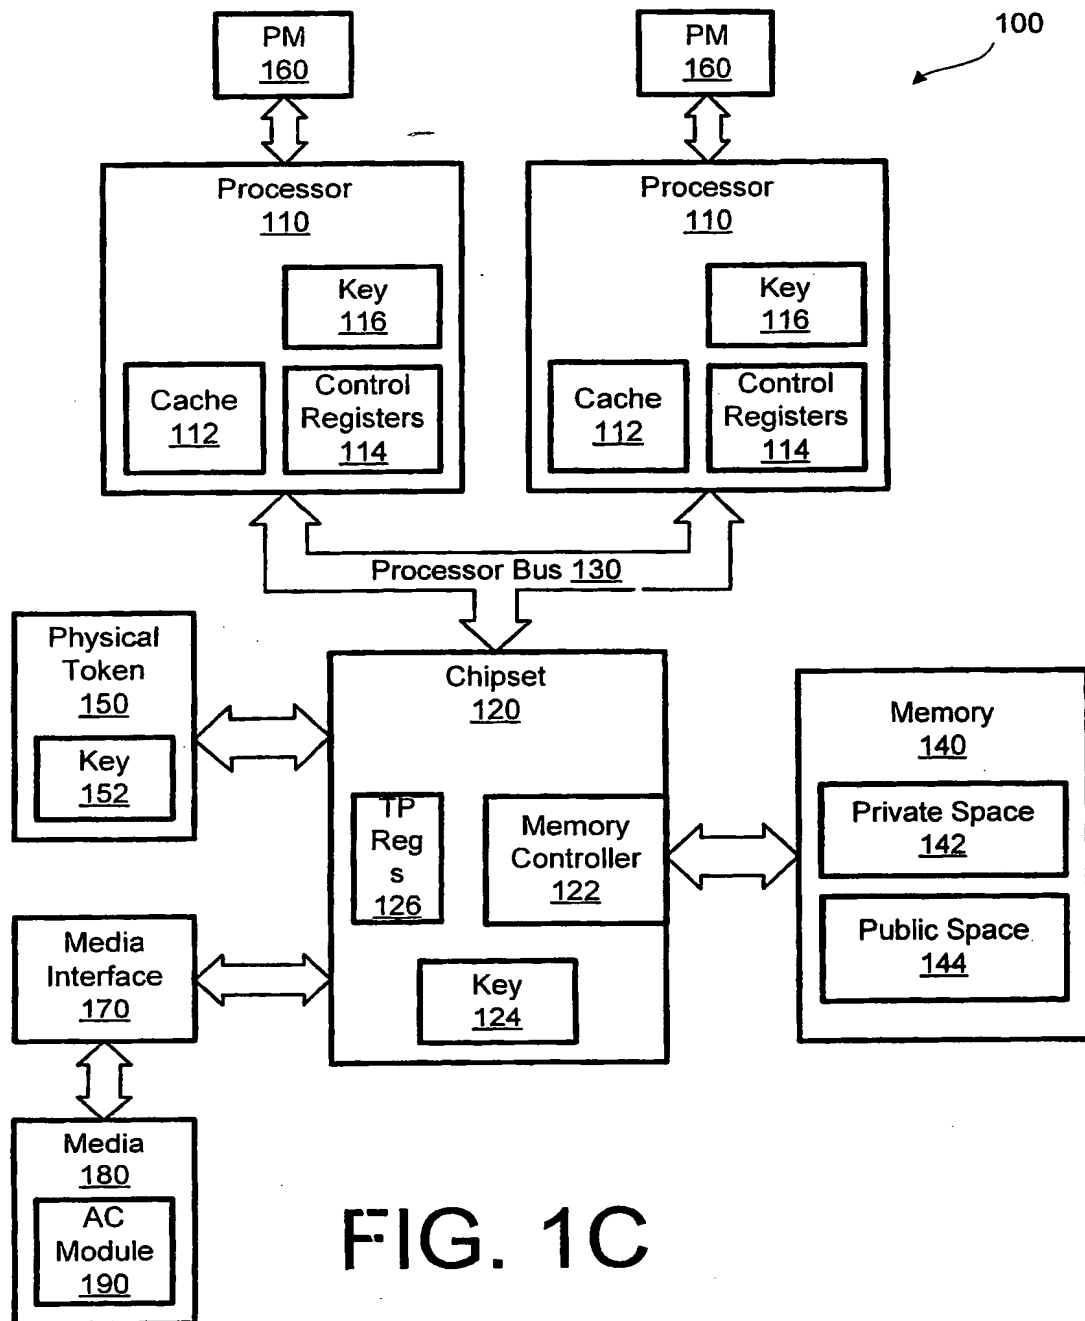 100
PM
160
PM
160
Processor
110
Key
116
Cache
112
Control
Registers
114
Processor
110
Key
116
Cache
112
Control
Registers
114
Processor Bus 130
Physical
Token
150
Key
152
Chipset
120
TP
Reg
s
126
Memory
Controller
122
Key
124
Memory
140
Private Space
142
Public Space
144
Media
Interface
170
Media
180
AC
Module
190
FIG. 1C